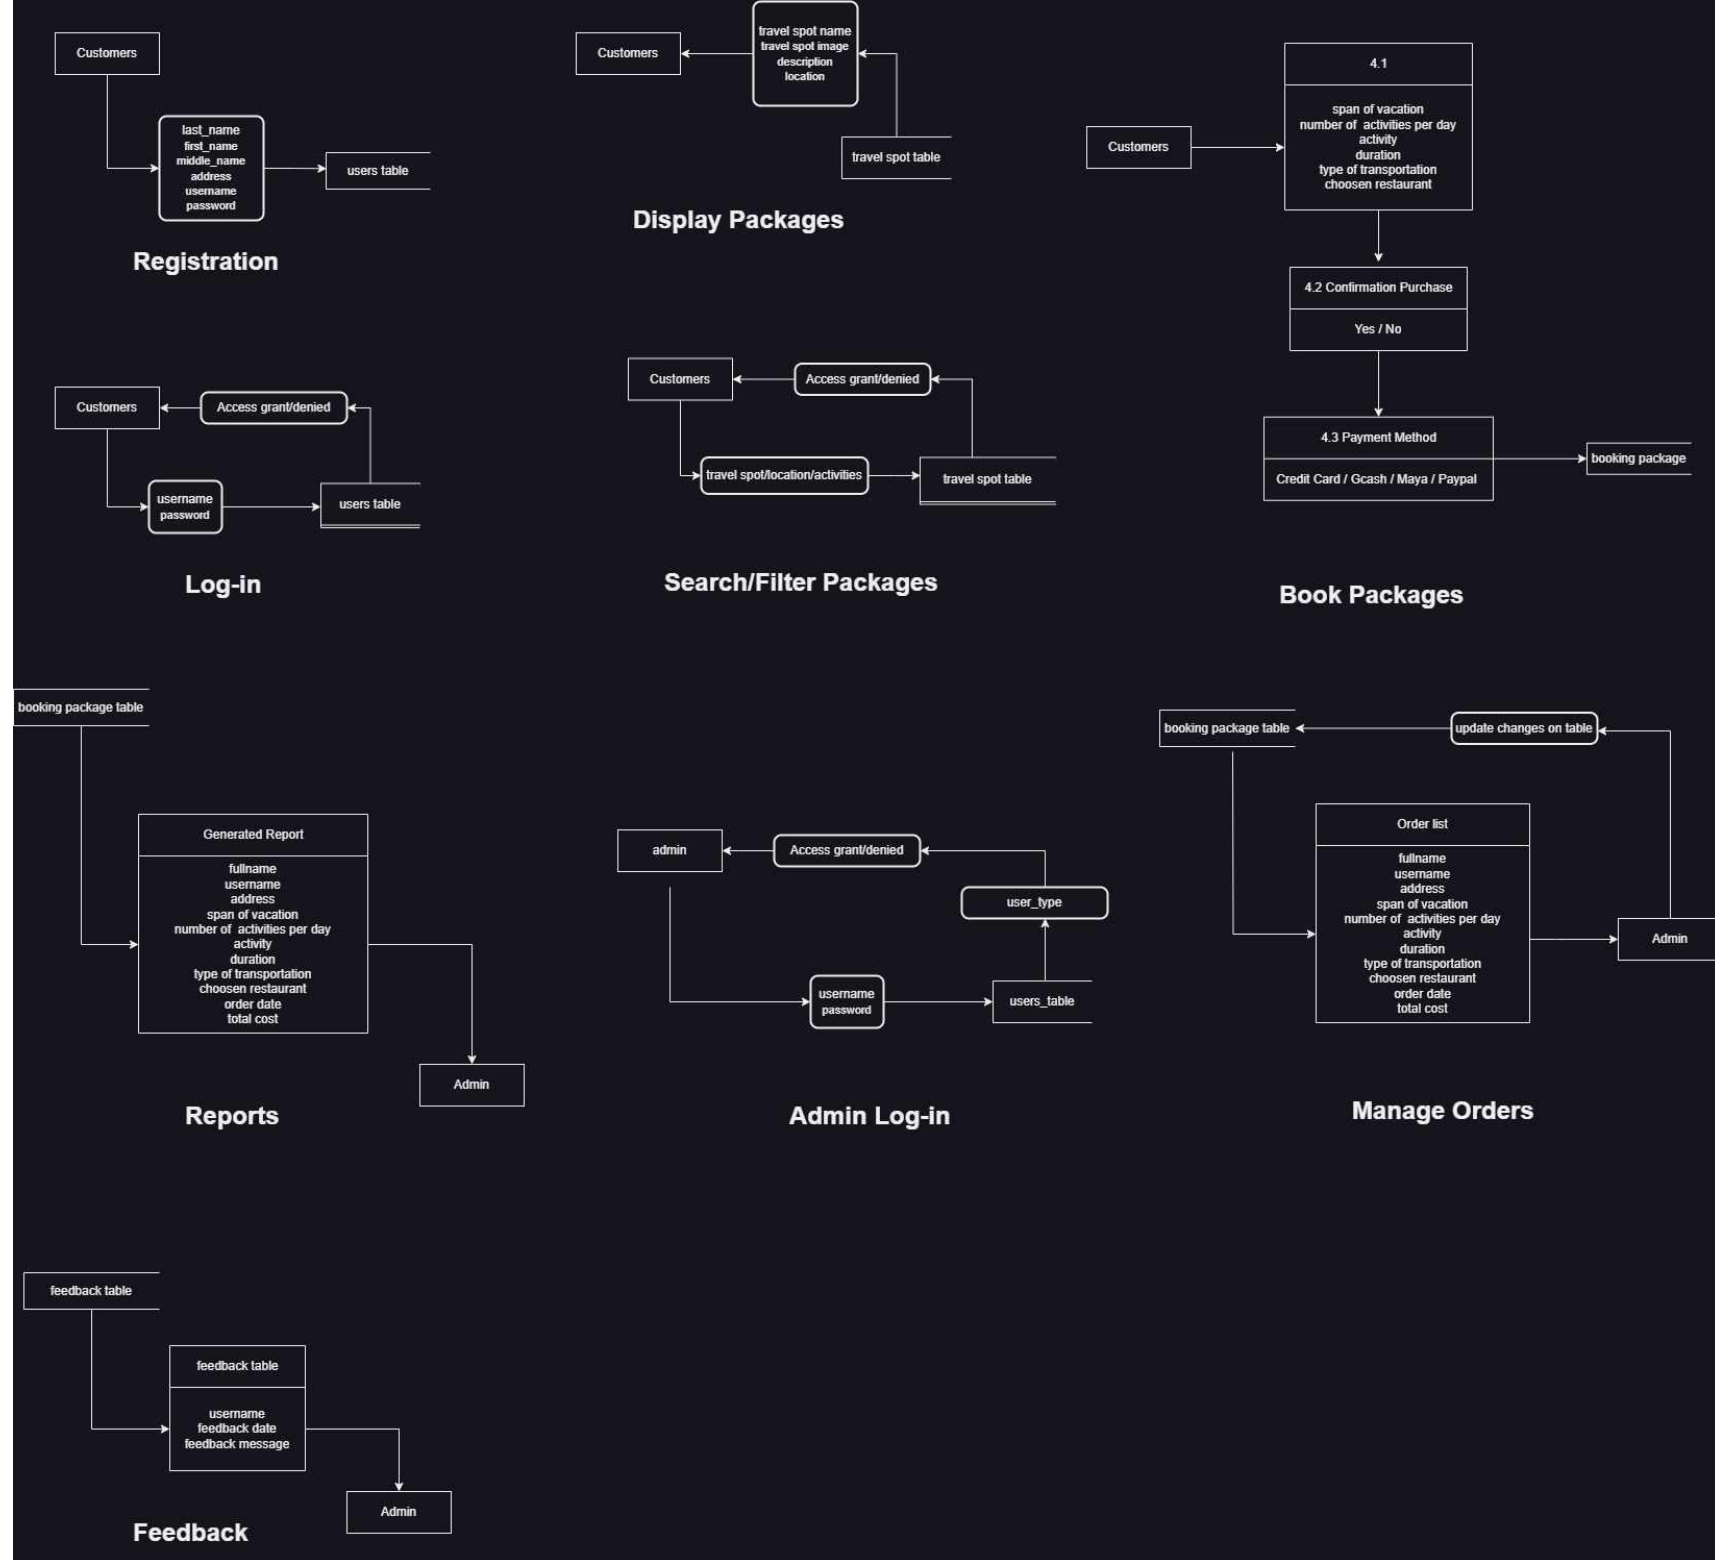 Customers
last_name
first_name
middle_name
address
username
password
users table
Registration
Customers
travel spot name
travel spot image
description
location
travel spot table
Display Packages
Customers
4.1
span of vacation
number of  activities per day
activity
duration
type of transportation
choosen restaurant
4.2 Confirmation Purchase
Yes / No
4.3 Payment Method
Credit Card / Gcash / Maya / Paypal
booking package
Book Packages
Customers
Access grant/denied
username
password
users table
Log-in
Customers
Access grant/denied
travel spot/location/activities
travel spot table
Search/Filter Packages
booking package table
Generated Report
fullname
username
address
span of vacation
number of  activities per day
activity
duration
type of transportation
choosen restaurant
order date
total cost
Admin
Reports
admin
Access grant/denied
user_type
username
password
users_table
Admin Log-in
booking package table
update changes on table
Order list
fullname
username
address
span of vacation
number of  activities per day
activity
duration
type of transportation
choosen restaurant
order date
total cost
Admin
Manage Orders
feedback table
feedback table
username
feedback date
feedback message
Admin
Feedback